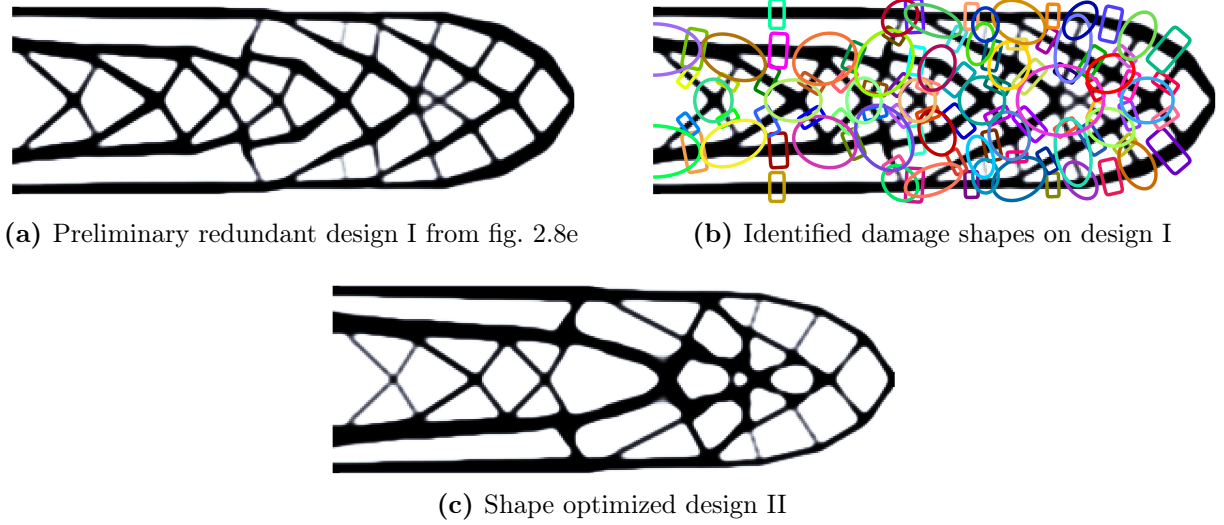 (a) Preliminary redundant design I from fig. 2.8e
(b) Identified damage shapes on design I
(c) Shape optimized design II